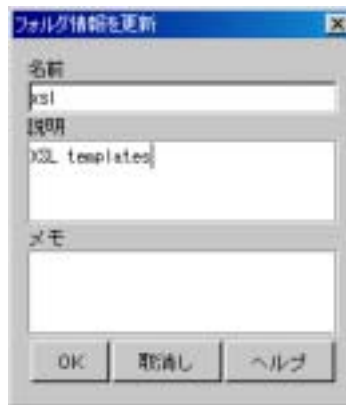 フォルダ情報を更新
名前
xsl
説明
XSL templates
メモ
OK 取消し ヘルプ